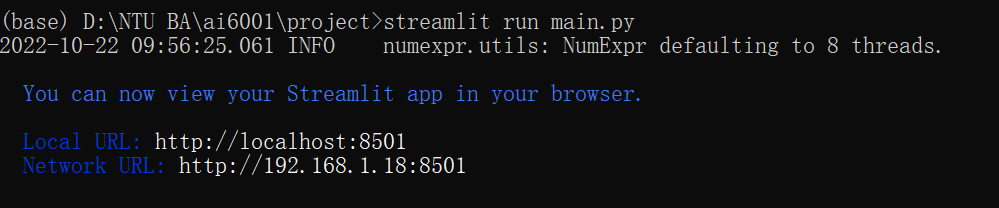 (base) D:\NTU BA\ai6001\project>streamlit run main.py
2022-10-22 09:56:25.061 INFO    numexpr.utils: NumExpr defaulting to 8 threads.
You can now view your Streamlit app in your browser.
Local URL: http://localhost:8501
Network URL: http://192.168.1.18:8501